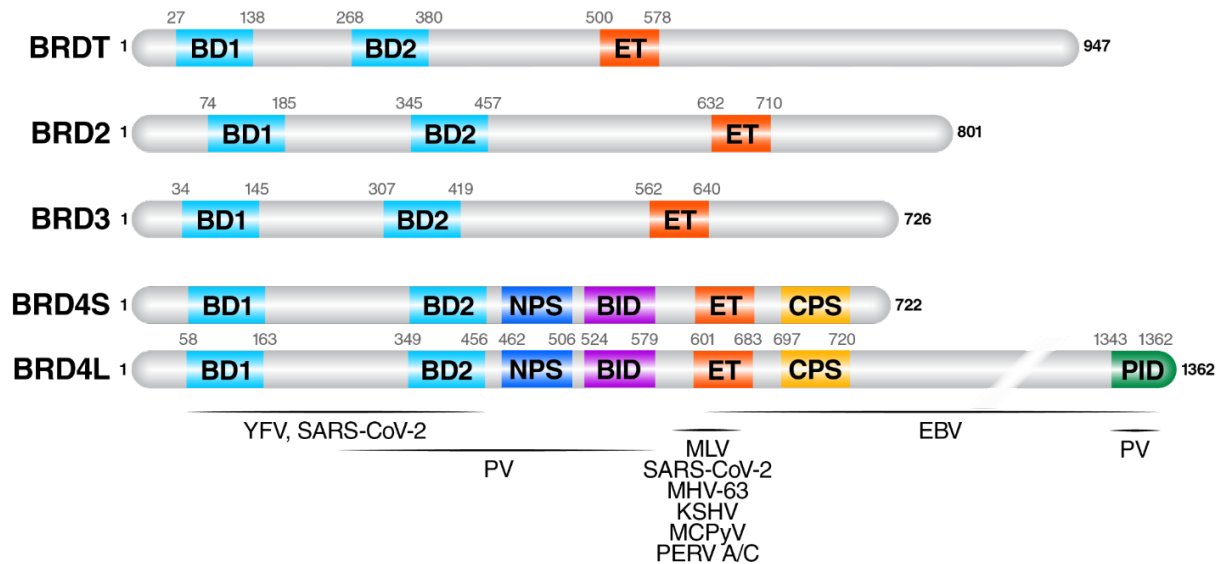 27 138 268 380 500 578
BRDT 1 BD1 BD2 ET 947
74 185 345 457 632 710
BRD2 1 BD1 BD2 ET 801
34 145 307 419 562 640
BRD3 1 BD1 BD2 ET 726
BRD4S 1 BD1 BD2 NPS BID ET CPS 722
58 163 349 456 462 506 524 579 601 683 697 720 1343 1362
BRD4L 1 BD1 BD2 NPS BID ET CPS PID 1362
YFV, SARS-CoV-2
PV
MLV
SARS-CoV-2
MHV-63
KSHV
MCPyV
PERV A/C
EBV
PV